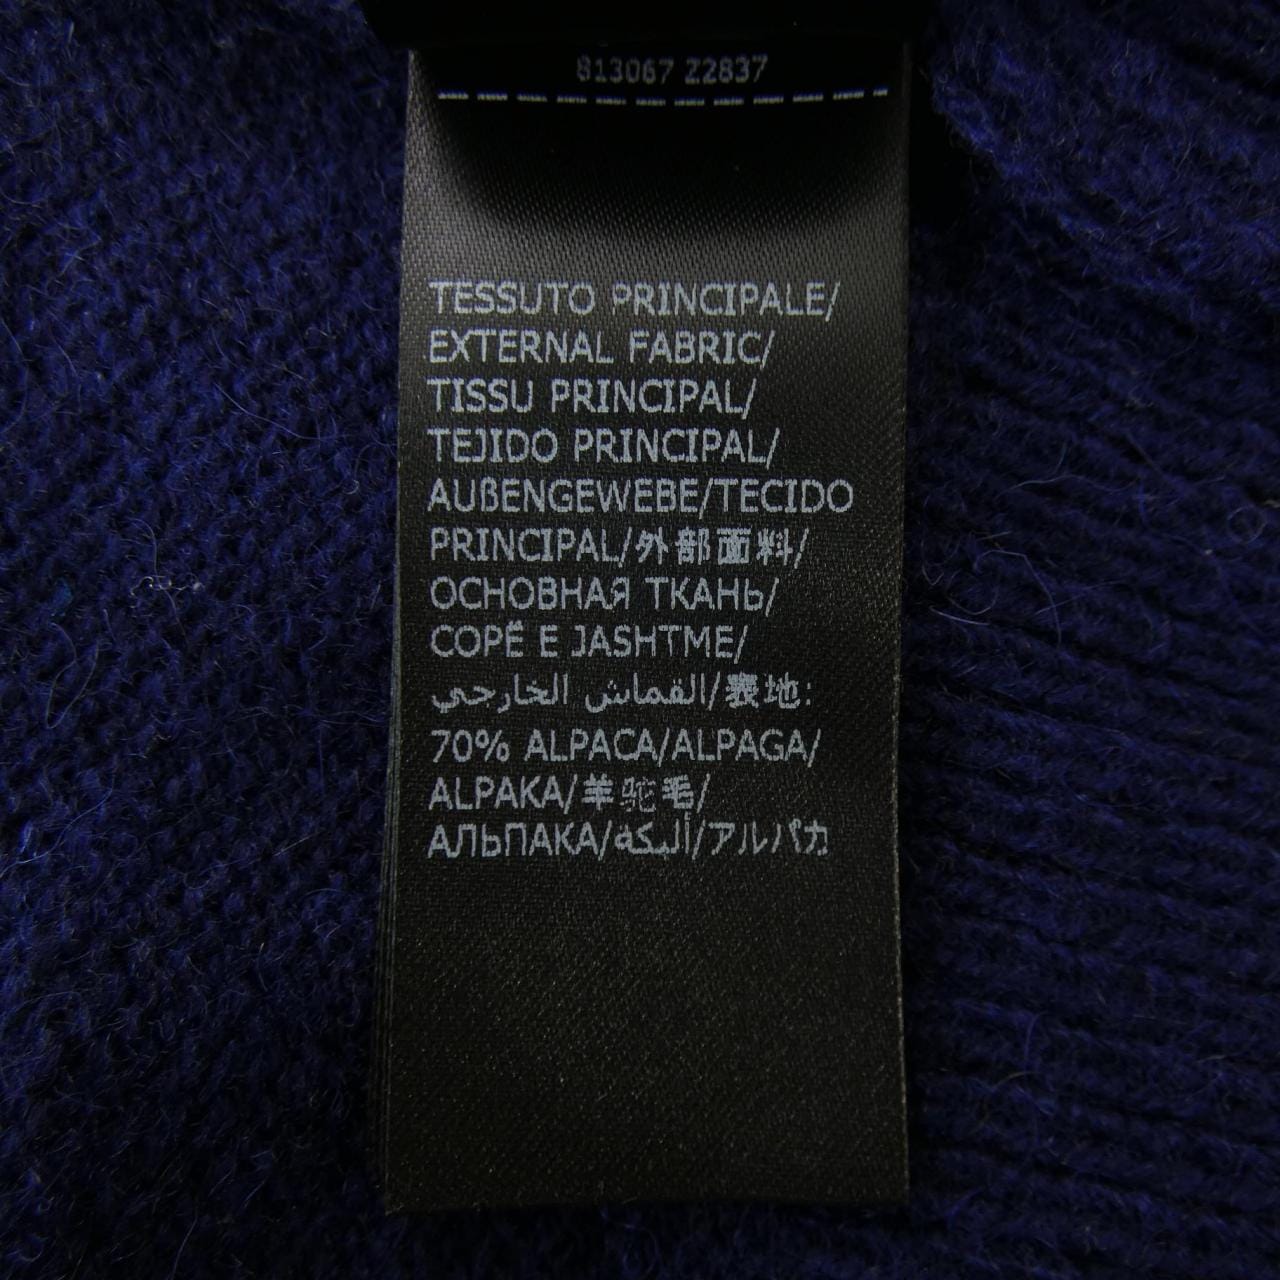 813067 Z2837
TESSUTO PRINCIPALE/
EXTERNAL FABRIC/
TISSU PRINCIPAL/
TEJIDO PRINCIPAL/
AUßENGEWEBE/TECIDO
PRINCIPAL/外部面料/
ОСНОВНАЯ ТКАНЬ/
COPË E JASHTME/
القماش الخارجي/表地:
70% ALPACA/ALPAGA/
ALPAKA/羊驼毛/
АЛЬПАКА/ألبكة/アルパカ